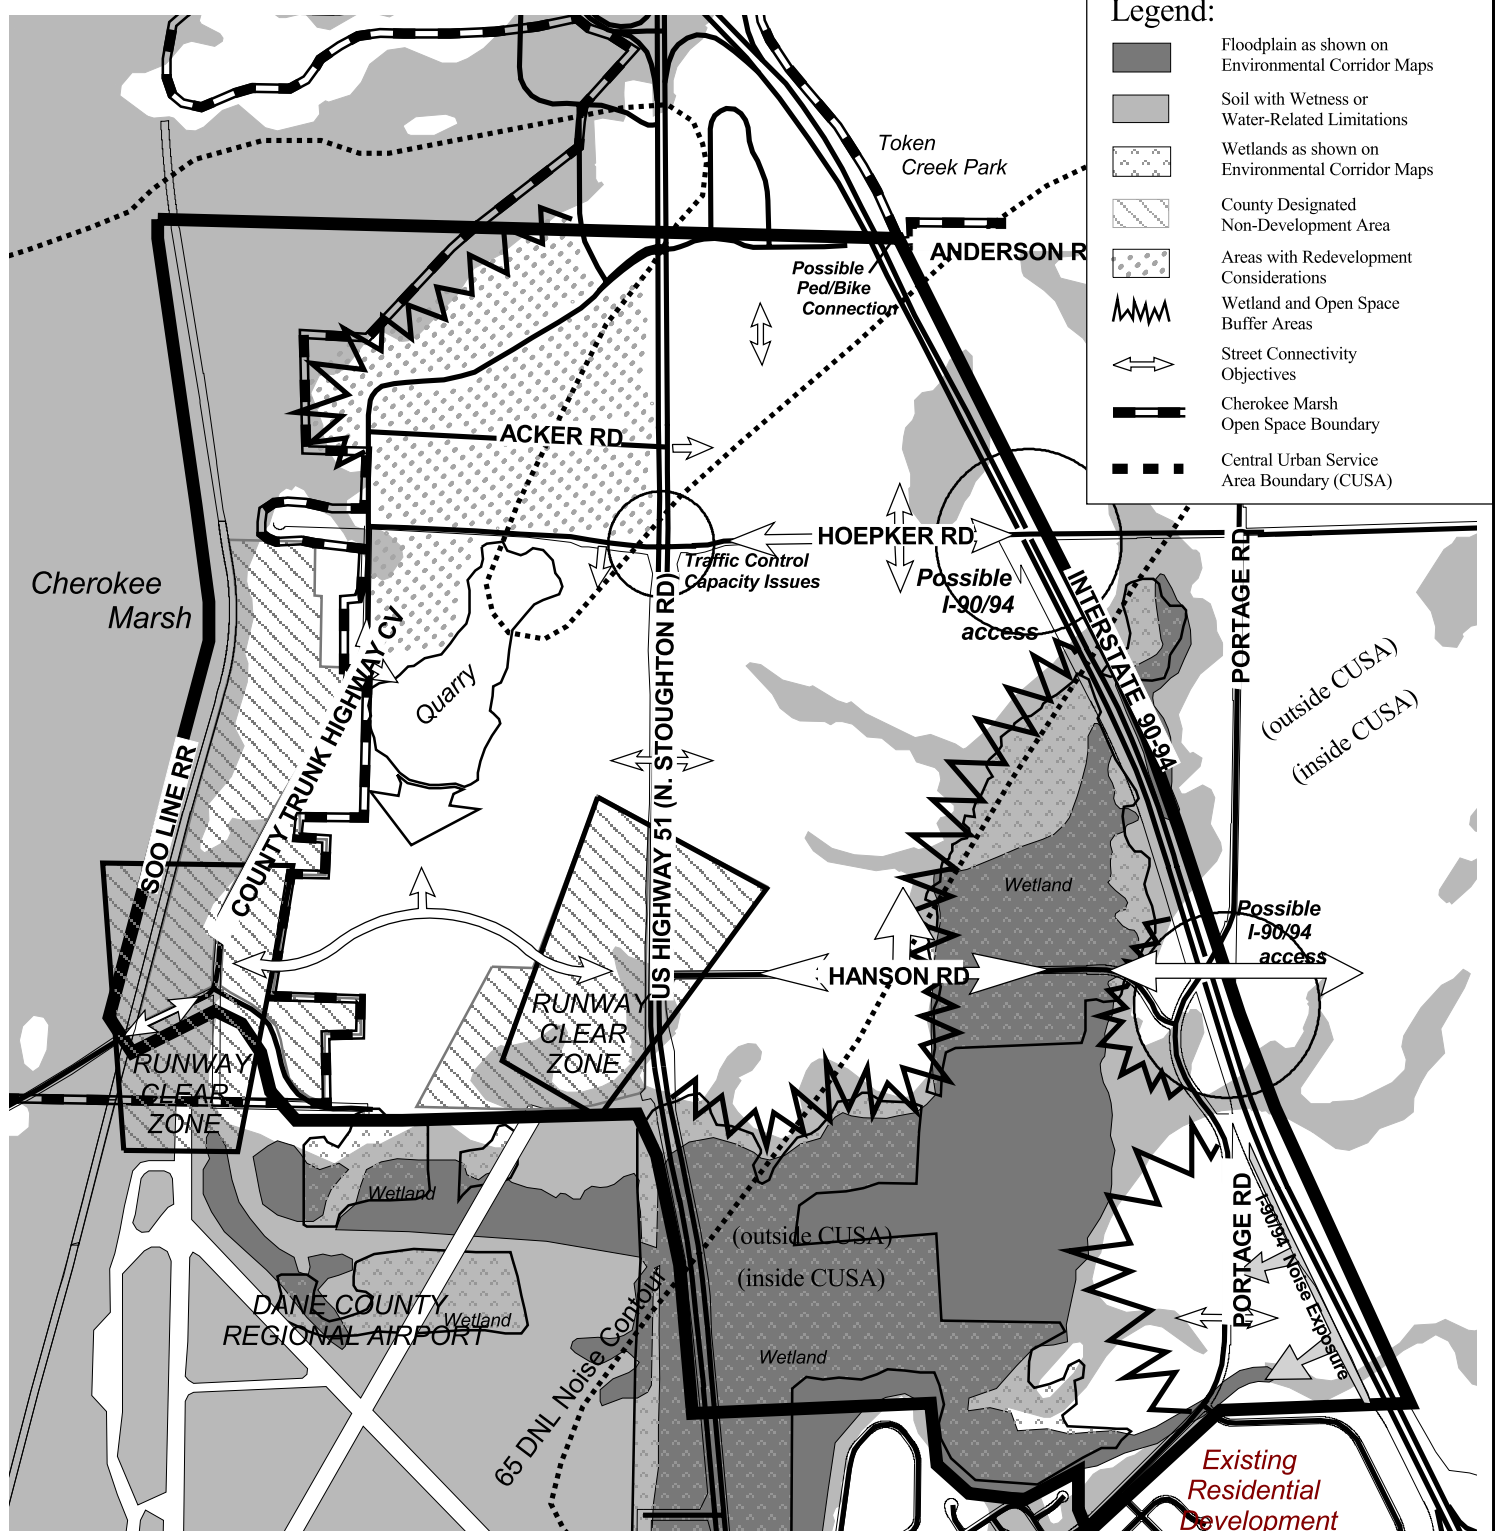 Legend:
Floodplain as shown on
Environmental Corridor Maps
Soil with Wetness or
Water-Related Limitations
Wetlands as shown on
Environmental Corridor Maps
County Designated
Non-Development Area
Areas with Redevelopment
Considerations
Wetland and Open Space
Buffer Areas
Street Connectivity
Objectives
Cherokee Marsh
Open Space Boundary
Central Urban Service
Area Boundary (CUSA)
Token
Creek Park
ANDERSON R
Possible
Ped/Bike
Connection
ACKER RD
HOEPKER RD
Traffic Control
Capacity Issues
Possible
I-90/94
access
INTERSTATE 90-94
PORTAGE RD
(outside CUSA)
(inside CUSA)
Cherokee
Marsh
COUNTY TRUNK HIGHWAY CV
Quarry
US HIGHWAY 51 (N. STOUGHTON RD)
SOO LINE RR
Wetland
Possible
I-90/94
access
HANSON RD
RUNWAY
CLEAR
ZONE
RUNWAY
CLEAR
ZONE
Wetland
(outside CUSA)
(inside CUSA)
PORTAGE RD
I-90/94 Noise Exposure
DANE COUNTY
REGIONAL AIRPORT
Wetland
Wetland
65 DNL Noise Contour
Existing
Residential
Development